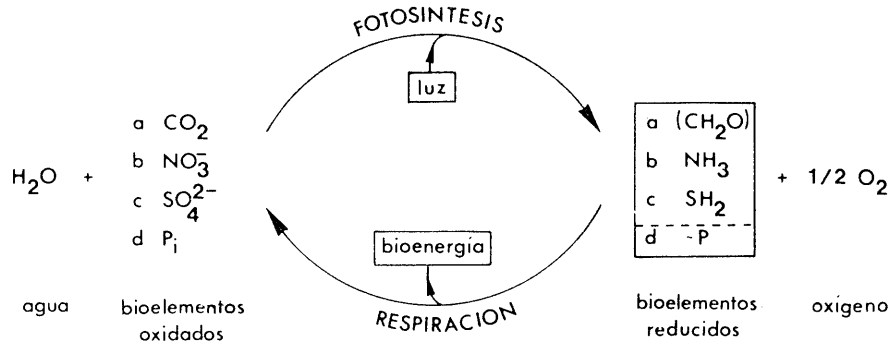 FOTOSINTESIS
luz
H₂O + a CO₂
b NO₃⁻
c SO₄²⁻
d Pᵢ
a (CH₂O)
b NH₃
c SH₂
d -P
+ 1/2 O₂
bioenergía
RESPIRACION
agua
bioelementos
oxidados
bioelementos
reducidos
oxígeno